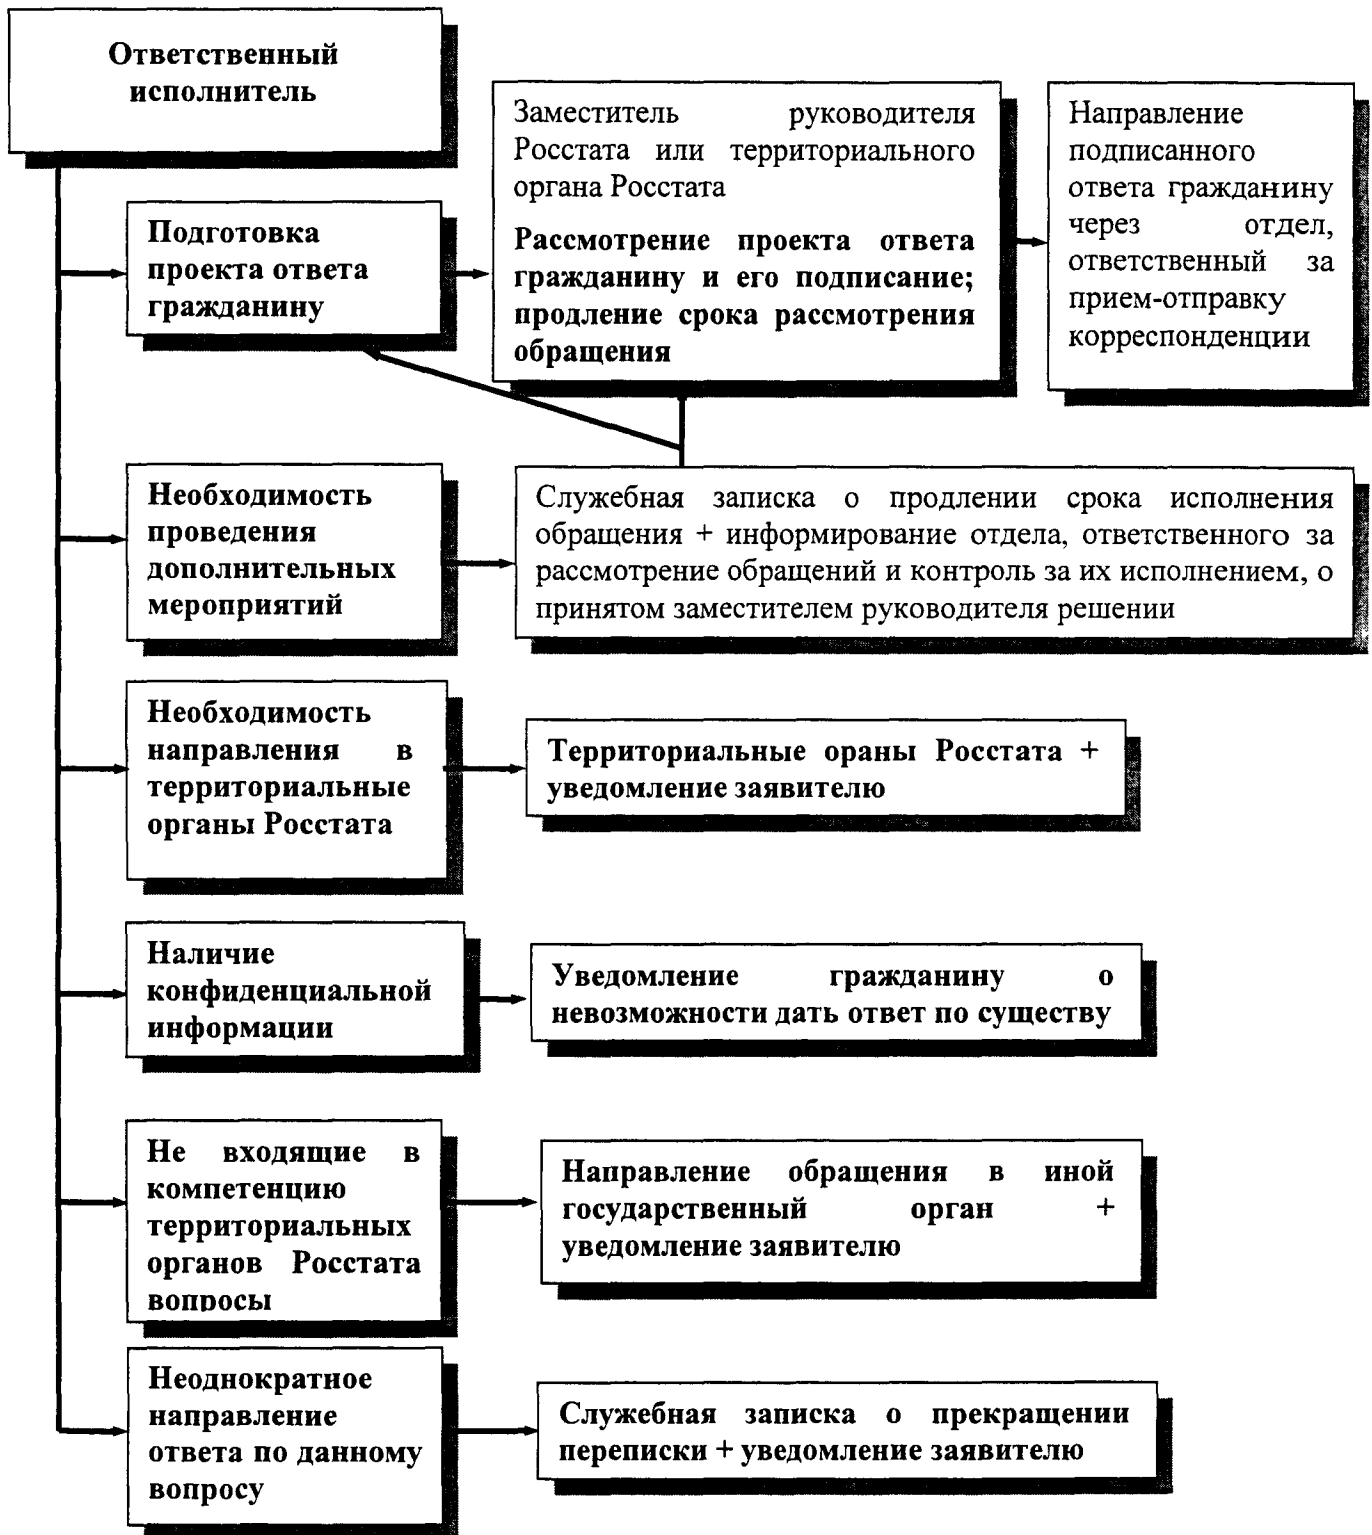 Ответственный
исполнитель
Заместитель руководителя
Росстата или территориального
органа Росстата
Рассмотрение проекта ответа
гражданину и его подписание;
продление срока рассмотрения
обращения
Направление
подписанного
ответа гражданину
через отдел,
ответственный за
прием-отправку
корреспонденции
Подготовка
проекта ответа
гражданину
Необходимость
проведения
дополнительных
мероприятий
Служебная записка о продлении срока исполнения
обращения + информирование отдела, ответственного за
рассмотрение обращений и контроль за их исполнением, о
принятом заместителем руководителя решении
Необходимость
направления в
территориальные
органы Росстата
Территориальные ораны Росстата +
уведомление заявителю
Наличие
конфиденциальной
информации
Уведомление гражданину о
невозможности дать ответ по существу
Не входящие в
компетенцию
территориальных
органов Росстата
вопросы
Направление обращения в иной
государственный орган +
уведомление заявителю
Неоднократное
направление
ответа по данному
вопросу
Служебная записка о прекращении
переписки + уведомление заявителю